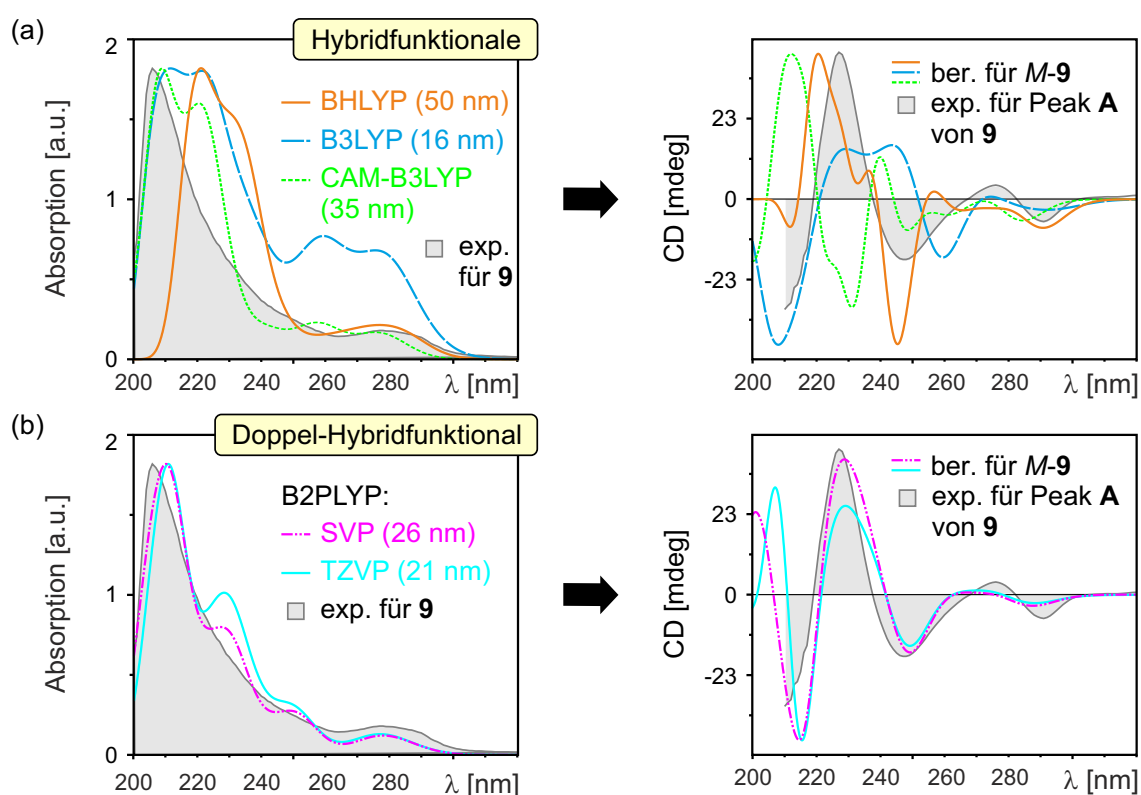 (a)
Hybridfunktionale
Absorption [a.u.]
2
1
0
BHLYP (50 nm)
B3LYP (16 nm)
CAM-B3LYP
(35 nm)
exp.
für 9
200 220 240 260 280 λ [nm]
CD [mdeg]
23
0
-23
ber. für M-9
exp. für Peak A
von 9
200 220 240 260 280 λ [nm]
(b)
Doppel-Hybridfunktional
Absorption [a.u.]
2
1
0
B2PLYP:
SVP (26 nm)
TZVP (21 nm)
exp. für 9
200 220 240 260 280 λ [nm]
CD [mdeg]
23
0
-23
ber. für M-9
exp. für Peak A
von 9
200 220 240 260 280 λ [nm]